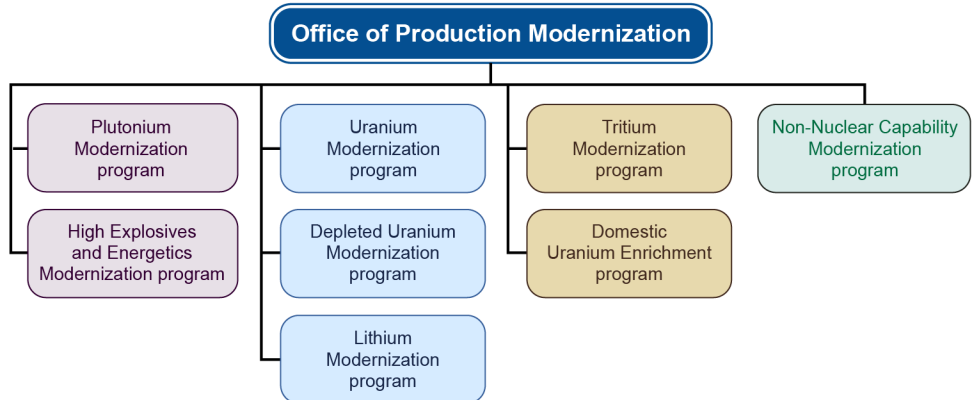 Office of Production Modernization
Plutonium
Modernization
program
High Explosives
and Energetics
Modernization program
Uranium
Modernization
program
Depleted Uranium
Modernization
program
Lithium
Modernization
program
Tritium
Modernization
program
Domestic
Uranium Enrichment
program
Non-Nuclear Capability
Modernization
program